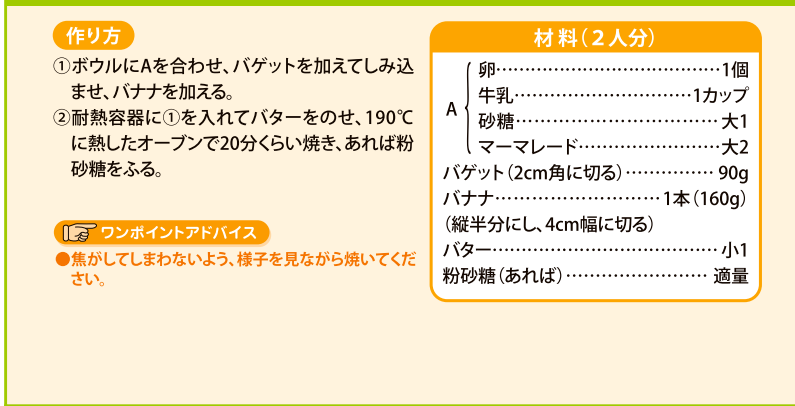 作り方
①ボウルにAを合わせ、バゲットを加えてしみ込
ませ、バナナを加える。
②耐熱容器に①を入れてバターをのせ、190℃
に熱したオーブンで20分くらい焼き、あれば粉
砂糖をふる。
ワンポイントアドバイス
●焦がしてしまわないよう、様子を見ながら焼いてくだ
さい。
材料（2人分）
A
卵…………………………………1個
牛乳……………………………1カップ
砂糖………………………………大1
マーマレード……………………大2
バゲット（2cm角に切る）……………90g
バナナ………………………1本（160g）
（縦半分にし、4cm幅に切る）
バター…………………………………小1
粉砂糖（あれば）……………………適量